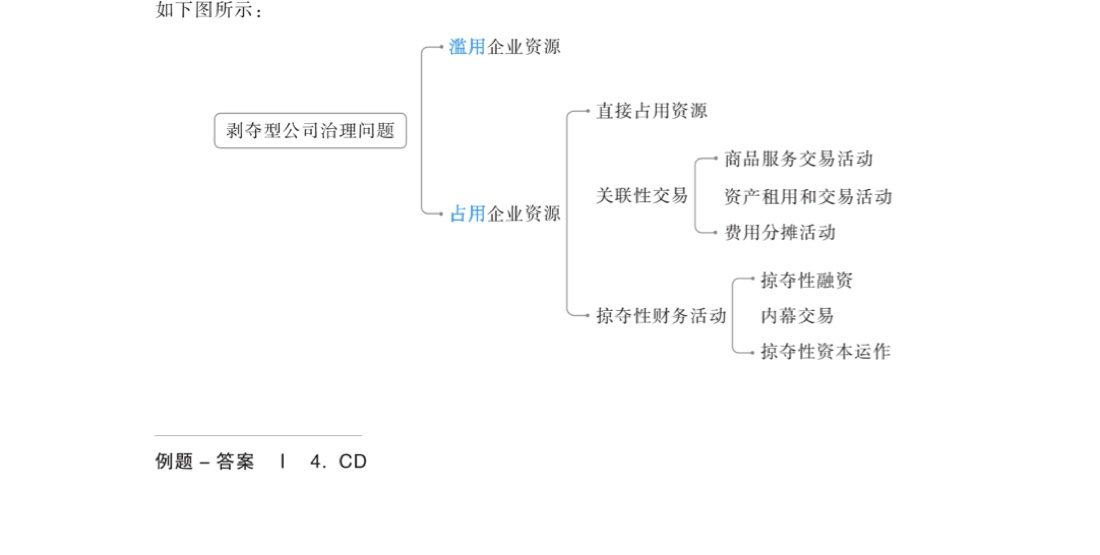 如下图所示：
滥用企业资源
直接占用资源
剥夺型公司治理问题
商品服务交易活动
关联性交易
资产租用和交易活动
占用企业资源
费用分摊活动
掠夺性融资
掠夺性财务活动
内幕交易
掠夺性资本运作
例题 – 答案 | 4. CD